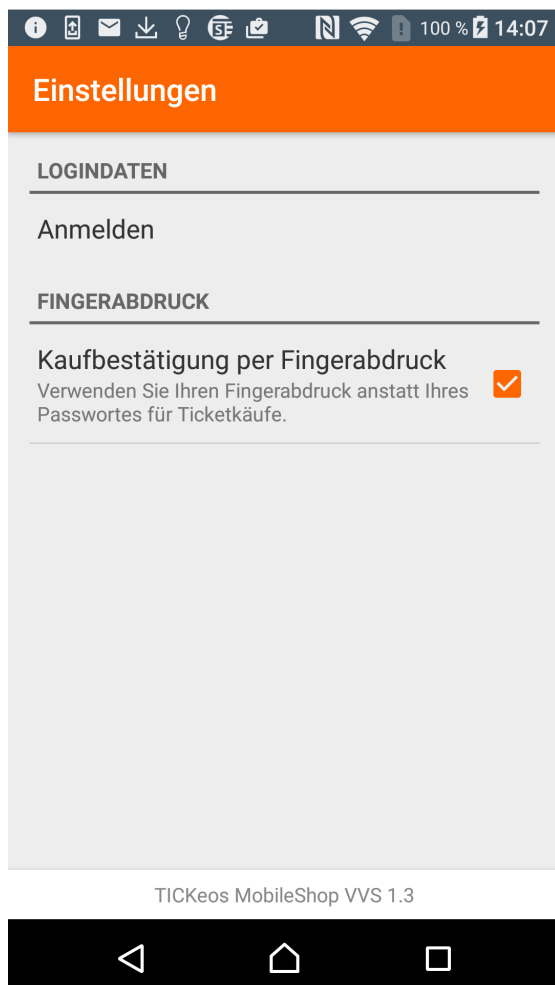 100 % 14:07
Einstellungen
LOGINDATEN
Anmelden
FINGERABDRUCK
Kaufbestätigung per Fingerabdruck
Verwenden Sie Ihren Fingerabdruck anstatt Ihres
Passwortes für Ticketkäufe.
TICKeos MobileShop VVS 1.3